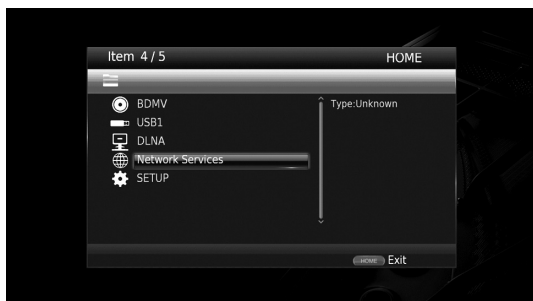 Item 4 / 5 HOME
BDMV Type:Unknown
USB1
DLNA
Network Services
SETUP
HOME Exit